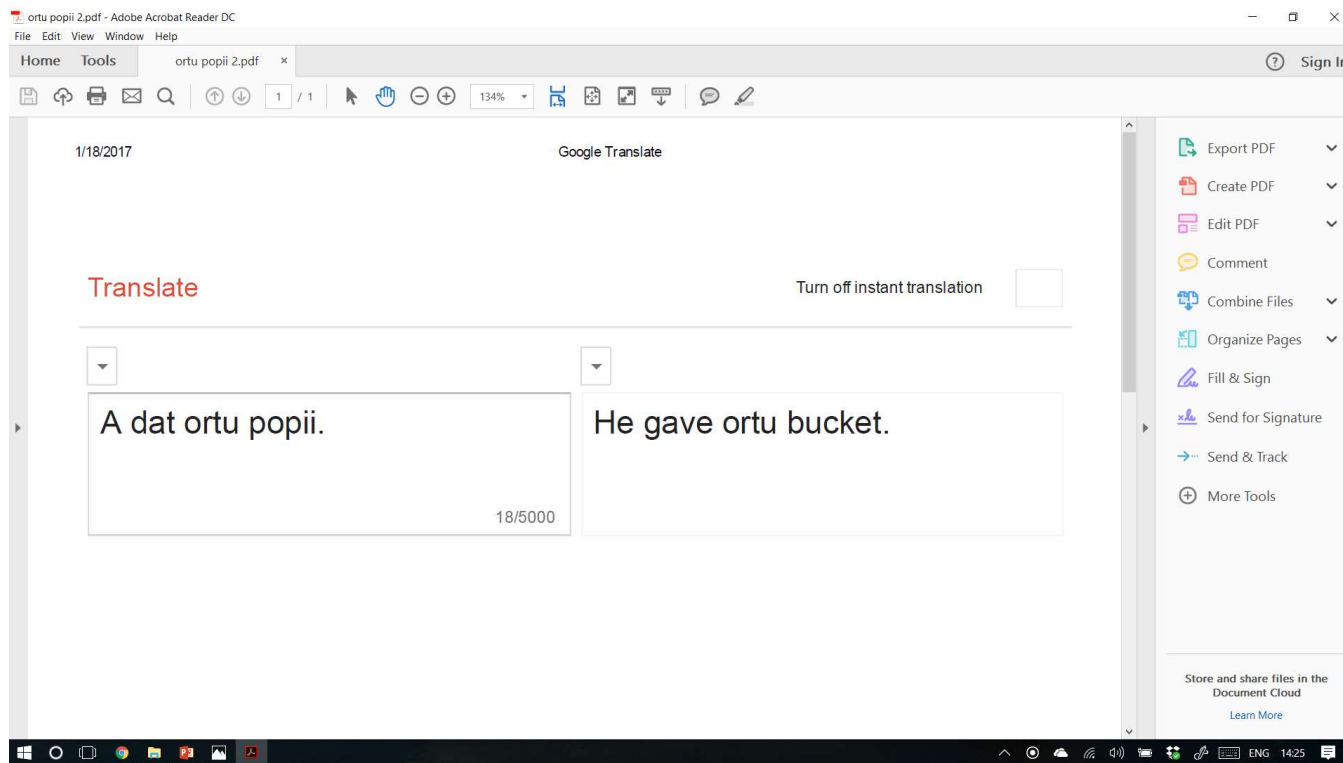 ortu popii 2.pdf - Adobe Acrobat Reader DC
File Edit View Window Help
Home Tools ortu popii 2.pdf × Sign In
1 / 1 134%
1/18/2017 Google Translate
Translate Turn off instant translation
A dat ortu popii. He gave ortu bucket.
18/5000
Export PDF
Create PDF
Edit PDF
Comment
Combine Files
Organize Pages
Fill & Sign
Send for Signature
Send & Track
More Tools
Store and share files in the
Document Cloud
Learn More
ENG 14:25